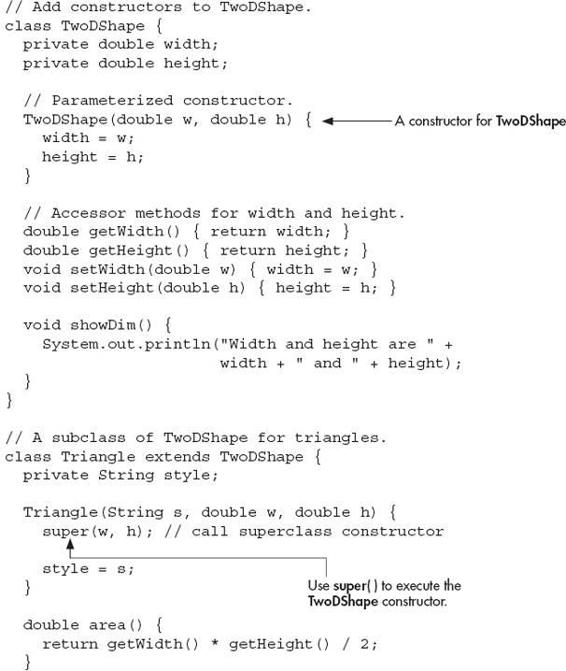 // Add constructors to TwoDShape.
class TwoDShape {
  private double width;
  private double height;

  // Parameterized constructor.
  TwoDShape(double w, double h) { A constructor for TwoDShape
    width = w;
    height = h;
  }

  // Accessor methods for width and height.
  double getWidth() { return width; }
  double getHeight() { return height; }
  void setWidth(double w) { width = w; }
  void setHeight(double h) { height = h; }

  void showDim() {
    System.out.println("Width and height are " +
                       width + " and " + height);
  }
}

// A subclass of TwoDShape for triangles.
class Triangle extends TwoDShape {
  private String style;

  Triangle(String s, double w, double h) {
    super(w, h); // call superclass constructor

    style = s;
  }
Use super( ) to execute the
TwoDShape constructor.

  double area() {
    return getWidth() * getHeight() / 2;
  }